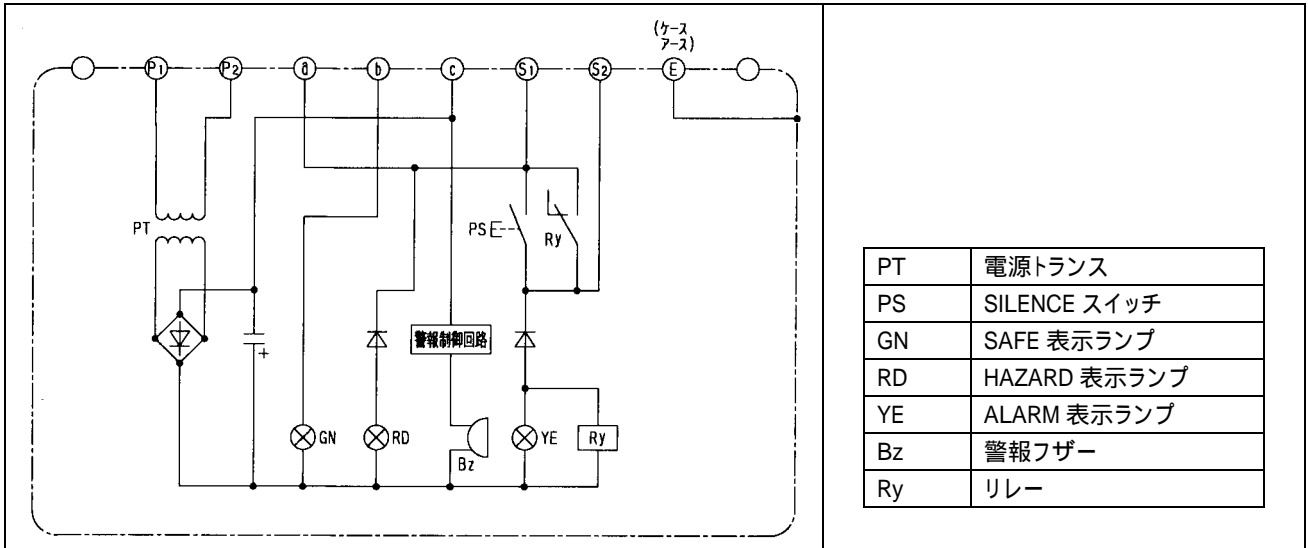 (ケース
アース)
P1 P2 a b c S1 S2 E
PT
PS
Ry
警報制御回路
+
GN
RD
Bz
YE
Ry
PT 電源トランス
PS SILENCE スイッチ
GN SAFE 表示ランプ
RD HAZARD 表示ランプ
YE ALARM 表示ランプ
Bz 警報フザー
Ry リレー